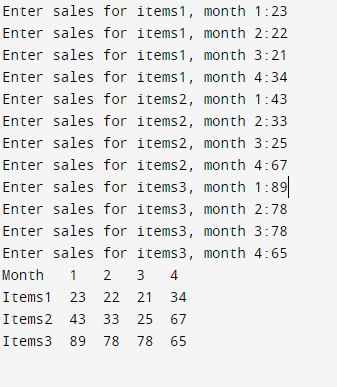 Enter sales for items1, month 1:23
Enter sales for items1, month 2:22
Enter sales for items1, month 3:21
Enter sales for items1, month 4:34
Enter sales for items2, month 1:43
Enter sales for items2, month 2:33
Enter sales for items2, month 3:25
Enter sales for items2, month 4:67
Enter sales for items3, month 1:89
Enter sales for items3, month 2:78
Enter sales for items3, month 3:78
Enter sales for items3, month 4:65
Month   1   2   3   4
Items1  23  22  21  34
Items2  43  33  25  67
Items3  89  78  78  65